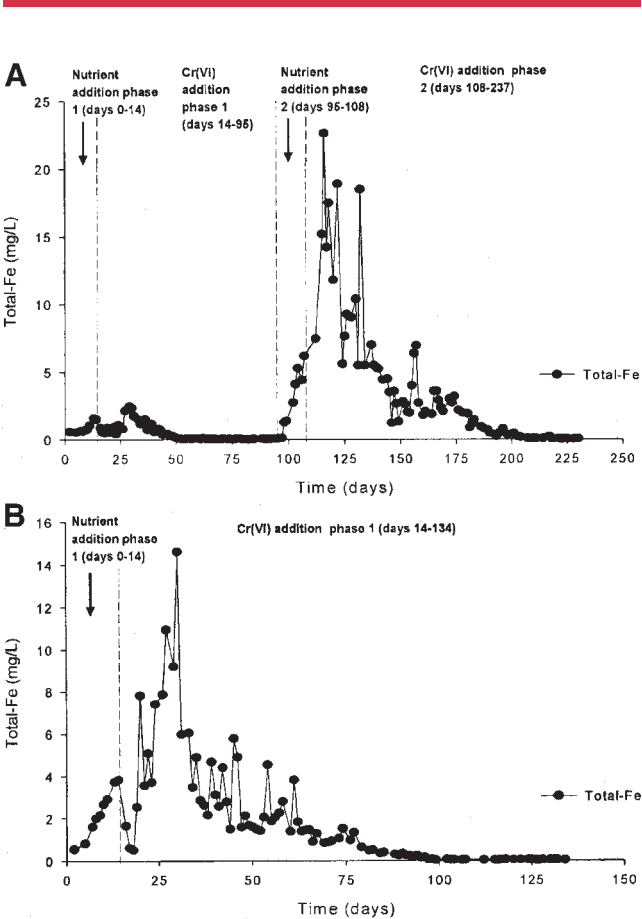 A
Nutrient
addition phase
1 (days 0-14)
Cr(VI)
addition
phase 1
(days 14-95)
Nutrient
addition phase
2 (days 95-108)
Cr(VI) addition phase
2 (days 108-237)
25
20
15
10
5
0
Total-Fe (mg/L)
Total-Fe
0 25 50 75 100 125 150 175 200 225 250
Time (days)
B
Nutrient
addition phase
1 (days 0-14)
Cr(VI) addition phase 1 (days 14-134)
16
14
12
10
8
6
4
2
0
Total-Fe (mg/L)
Total-Fe
0 25 50 75 100 125 150
Time (days)